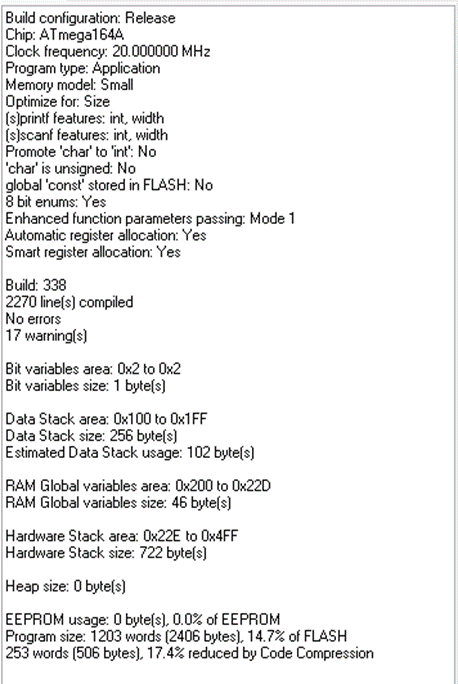 Build configuration: Release
Chip: ATmega164A
Clock frequency: 20.000000 MHz
Program type: Application
Memory model: Small
Optimize for: Size
(s)printf features: int, width
(s)scanf features: int, width
Promote 'char' to 'int': No
'char' is unsigned: No
global 'const' stored in FLASH: No
8 bit enums: Yes
Enhanced function parameters passing: Mode 1
Automatic register allocation: Yes
Smart register allocation: Yes
Build: 338
2270 line(s) compiled
No errors
17 warning(s)
Bit variables area: 0x2 to 0x2
Bit variables size: 1 byte(s)
Data Stack area: 0x100 to 0x1FF
Data Stack size: 256 byte(s)
Estimated Data Stack usage: 102 byte(s)
RAM Global variables area: 0x200 to 0x22D
RAM Global variables size: 46 byte(s)
Hardware Stack area: 0x22E to 0x4FF
Hardware Stack size: 722 byte(s)
Heap size: 0 byte(s)
EEPROM usage: 0 byte(s), 0.0% of EEPROM
Program size: 1203 words (2406 bytes), 14.7% of FLASH
253 words (506 bytes), 17.4% reduced by Code Compression